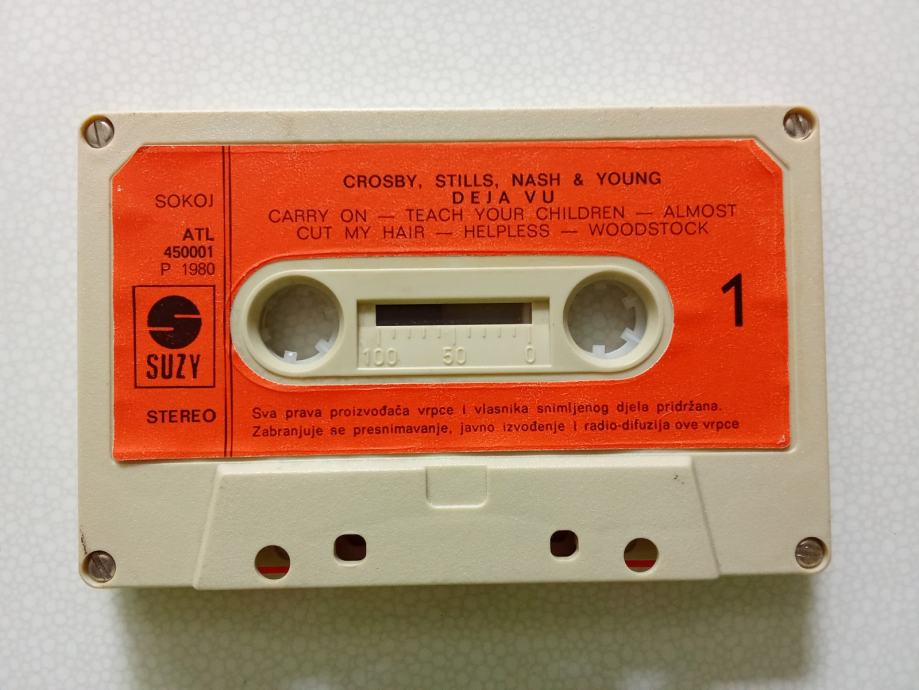 CROSBY, STILLS, NASH & YOUNG
DEJA VU
CARRY ON — TEACH YOUR CHILDREN — ALMOST
CUT MY HAIR — HELPLESS — WOODSTOCK
SOKOJ
ATL
450001
P 1980
SUZY
STEREO
1
100 50 0
Sva prava proizvođača vrpce i vlasnika snimljenog djela pridržana.
Zabranjuje se presnimavanje, javno izvođenje i radio-difuzija ove vrpce